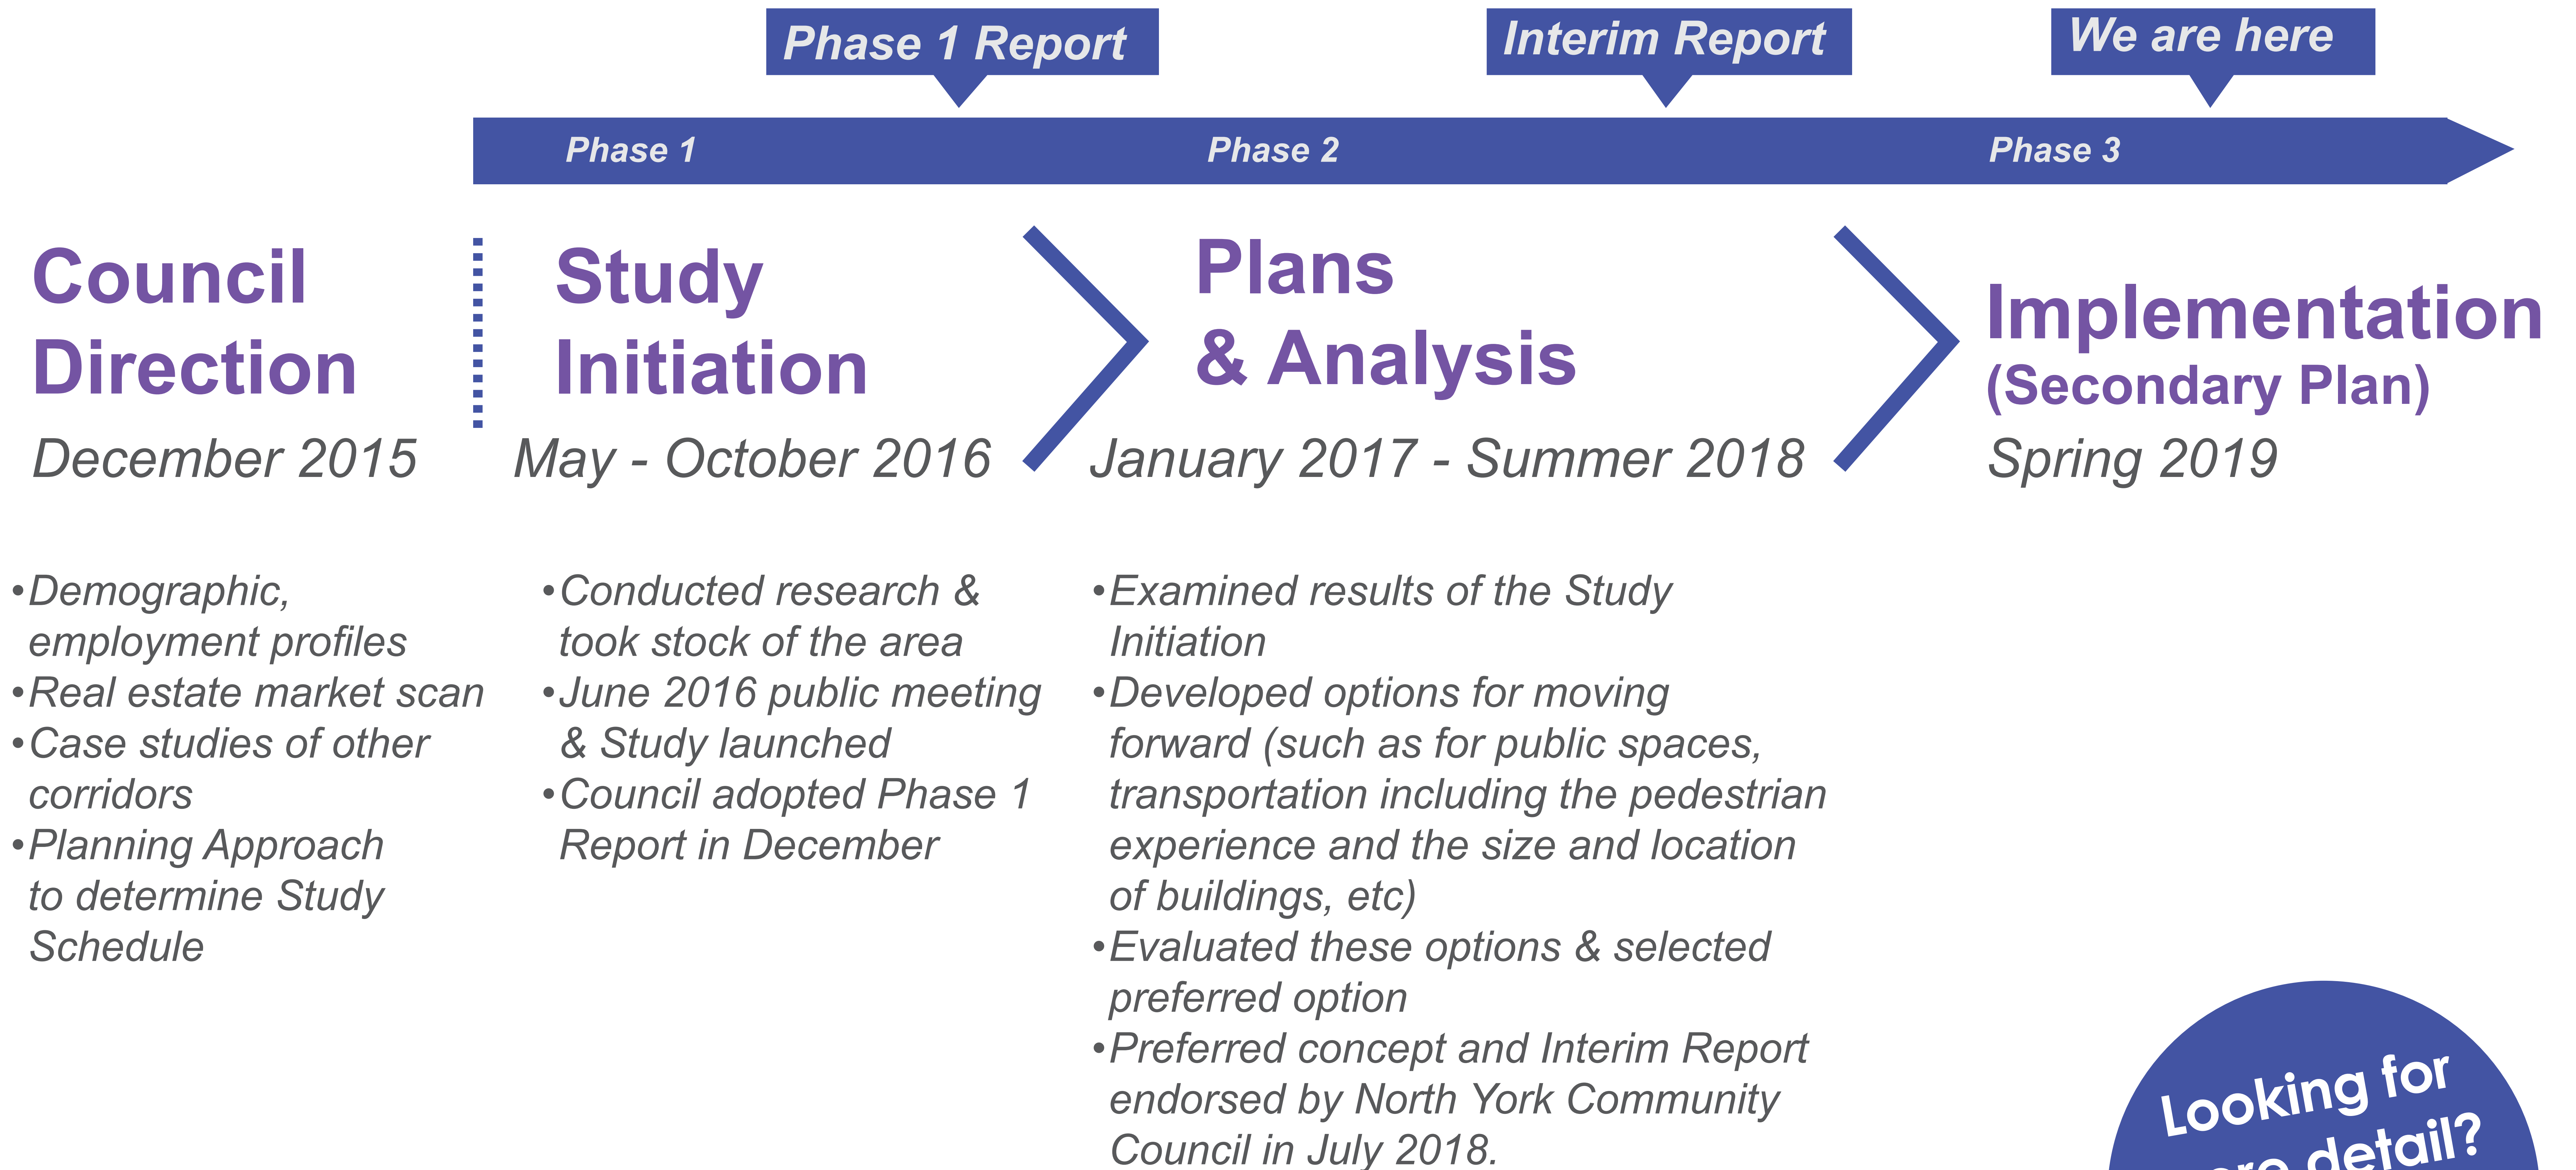 Phase 1 Report
Interim Report
We are here
Phase 1
Phase 2
Phase 3
Council
Direction
December 2015
•Demographic,
employment profiles
•Real estate market scan
•Case studies of other
corridors
•Planning Approach
to determine Study
Schedule
Study
Initiation
May - October 2016
•Conducted research &
took stock of the area
•June 2016 public meeting
& Study launched
•Council adopted Phase 1
Report in December
Plans
& Analysis
January 2017 - Summer 2018
•Examined results of the Study
Initiation
•Developed options for moving
forward (such as for public spaces,
transportation including the pedestrian
experience and the size and location
of buildings, etc)
•Evaluated these options & selected
preferred option
•Preferred concept and Interim Report
endorsed by North York Community
Council in July 2018.
Implementation
(Secondary Plan)
Spring 2019
Looking for
detail?